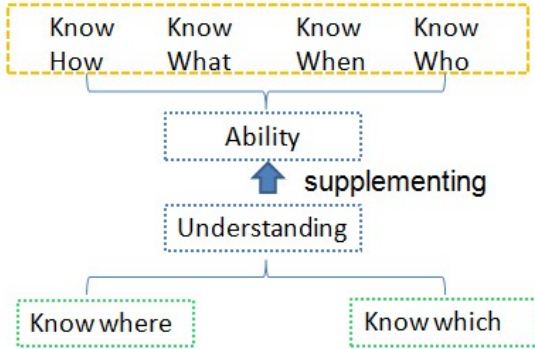 Know Know Know Know
How What When Who
Ability
supplementing
Understanding
Know where
Know which